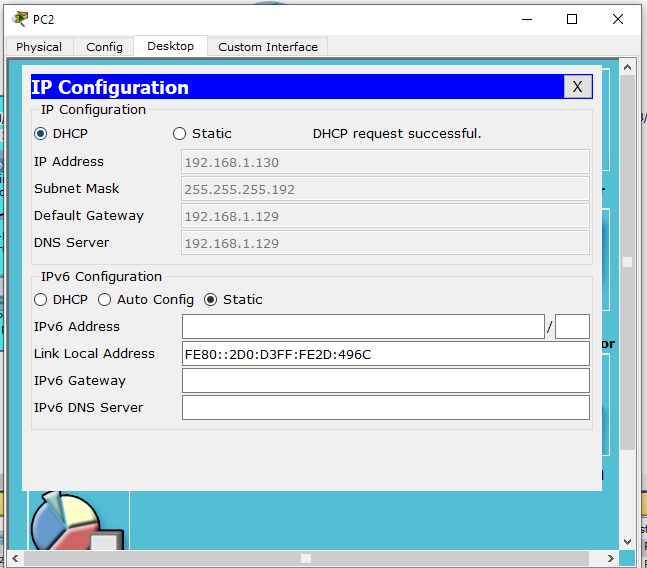 PC2
Physical Config Desktop Custom Interface
IP Configuration X
IP Configuration
DHCP Static DHCP request successful.
IP Address 192.168.1.130
Subnet Mask 255.255.255.192
Default Gateway 192.168.1.129
DNS Server 192.168.1.129
IPv6 Configuration
DHCP Auto Config Static
IPv6 Address /
Link Local Address FE80::2D0:D3FF:FE2D:496C
IPv6 Gateway
IPv6 DNS Server